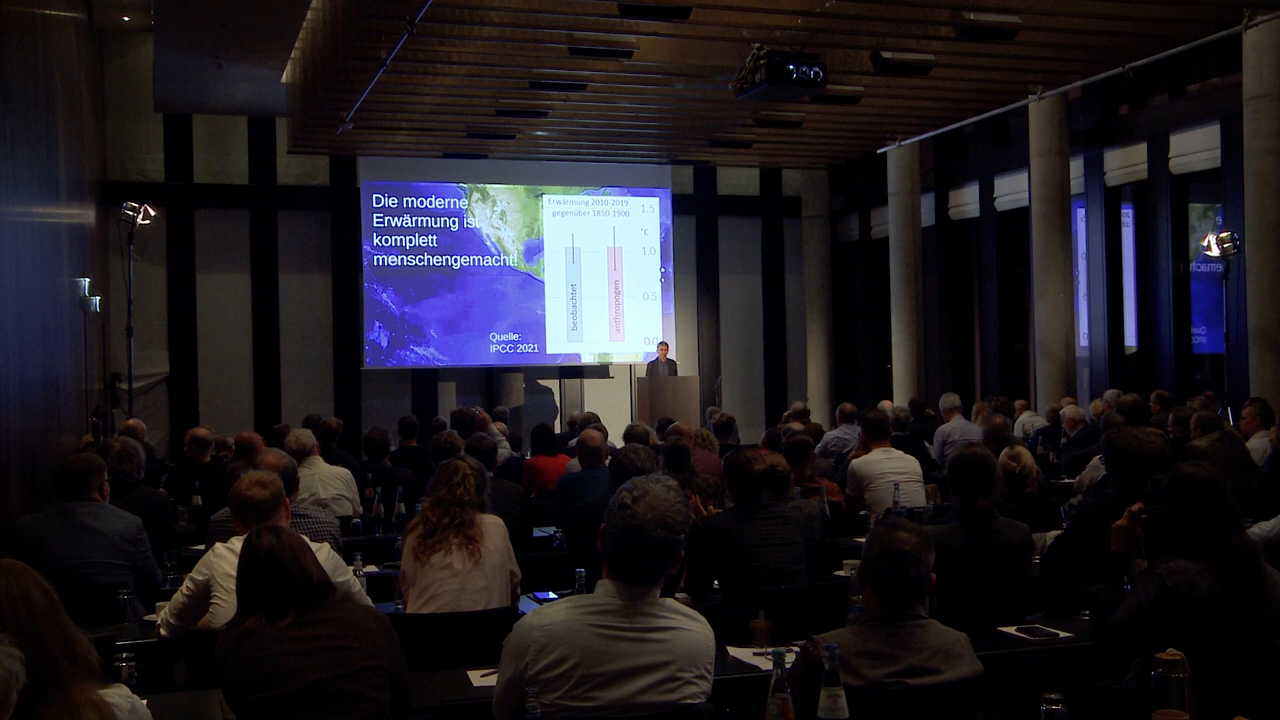 Die moderne
Erwärmung ist
komplett
menschengemacht!
Quelle:
IPCC 2021
Erwärmung 2010-2019
gegenüber 1850-1900
1.5
°C
1.0
0.5
0.0
beobachtet
anthropogen